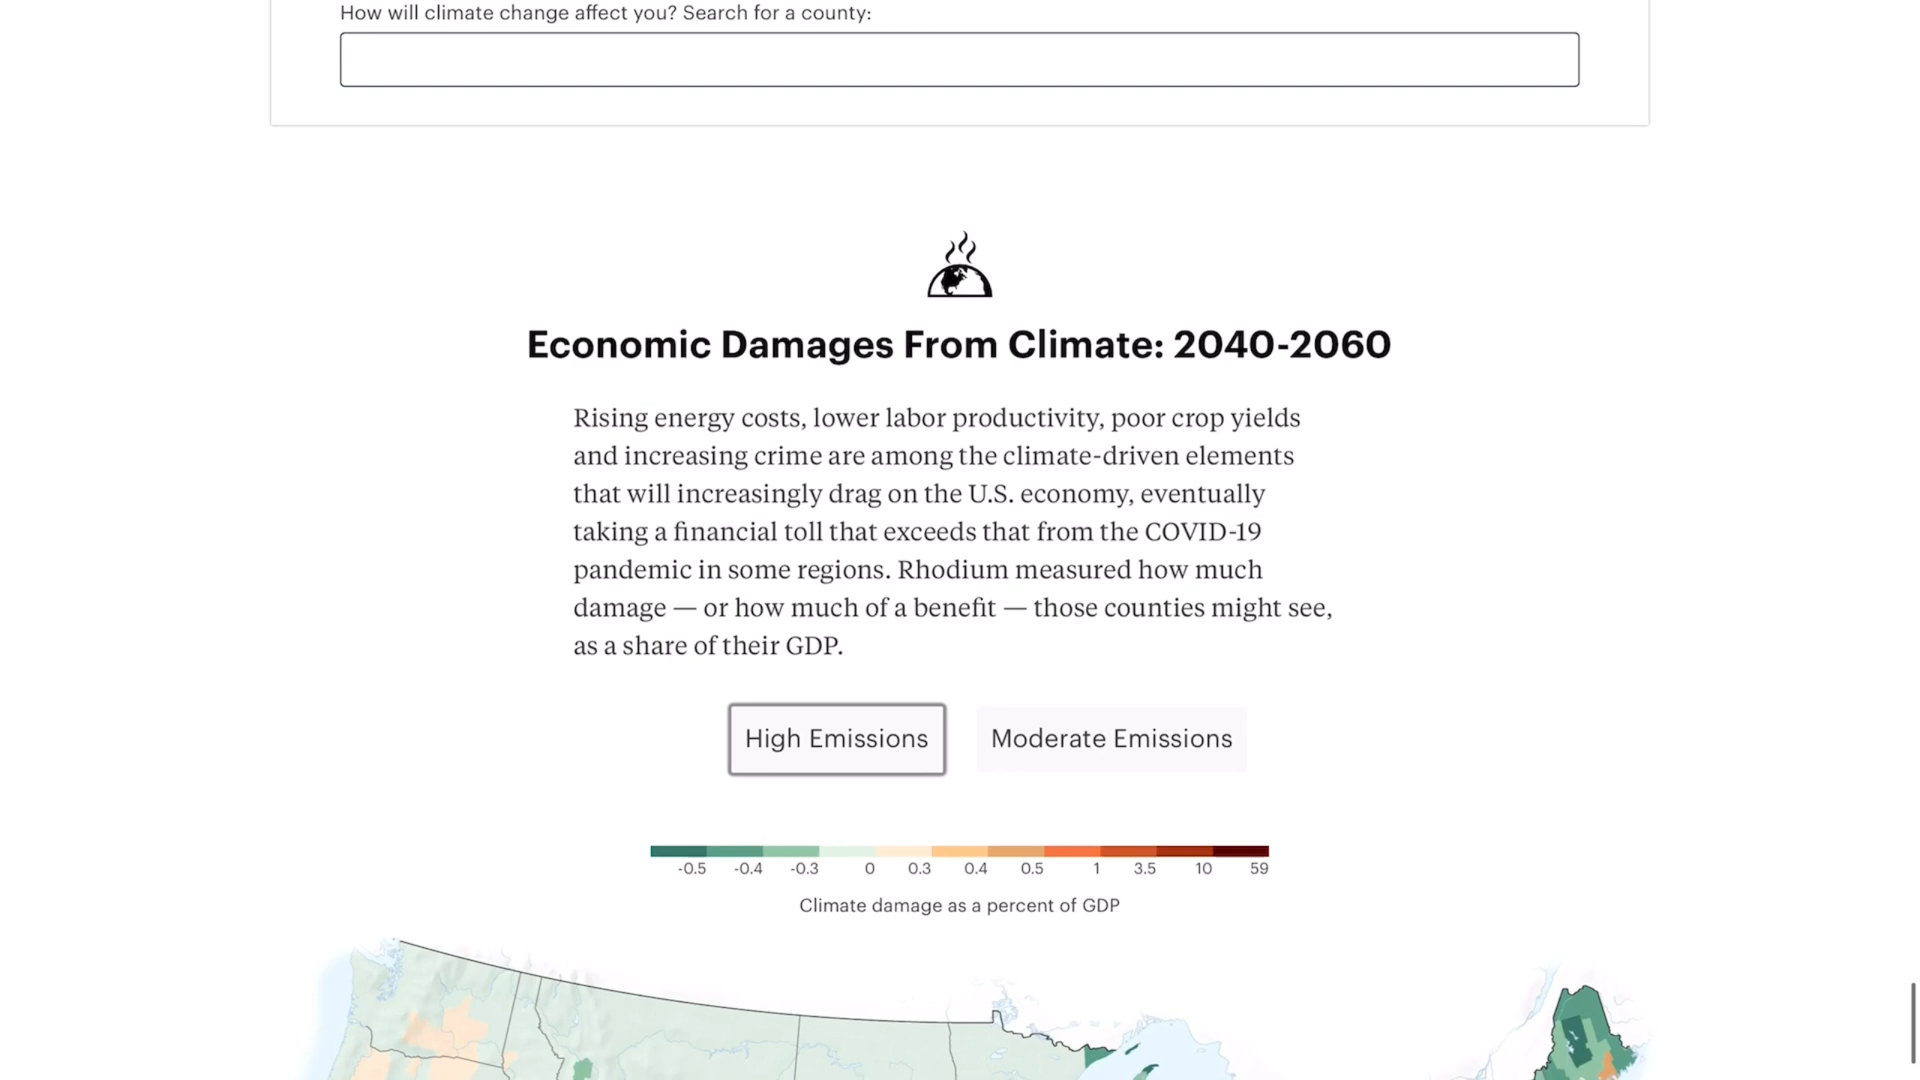 How will climate change affect you? Search for a county:
Economic Damages From Climate: 2040-2060
Rising energy costs, lower labor productivity, poor crop yields
and increasing crime are among the climate-driven elements
that will increasingly drag on the U.S. economy, eventually
taking a financial toll that exceeds that from the COVID-19
pandemic in some regions. Rhodium measured how much
damage — or how much of a benefit — those counties might see,
as a share of their GDP.
High Emissions Moderate Emissions
-0.5 -0.4 -0.3 0 0.3 0.4 0.5 1 3.5 10 59
Climate damage as a percent of GDP